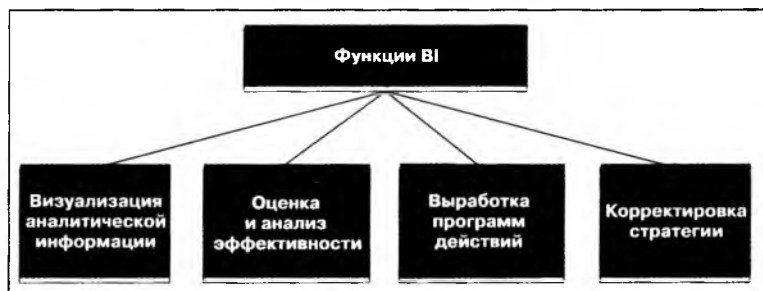 Функции BI
Визуализация
аналитической
информации
Оценка
и анализ
эффективности
Выработка
программ
действий
Корректировка
стратегии